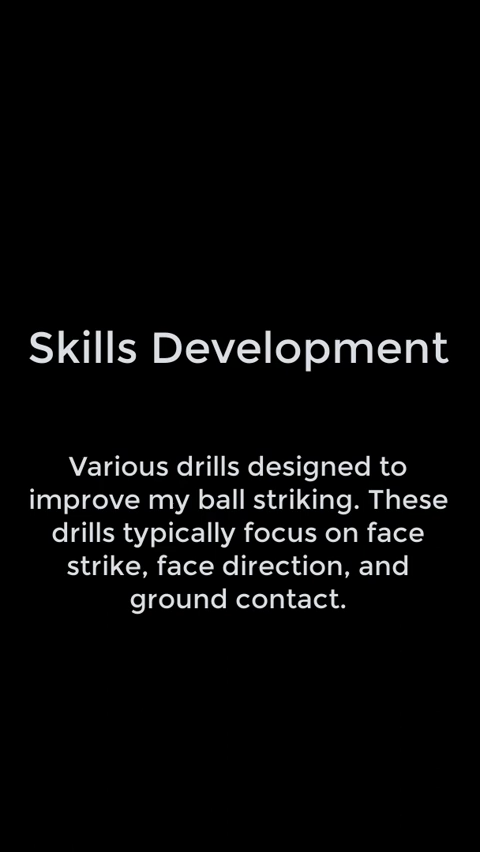 Skills Development
Various drills designed to
improve my ball striking. These
drills typically focus on face
strike, face direction, and
ground contact.